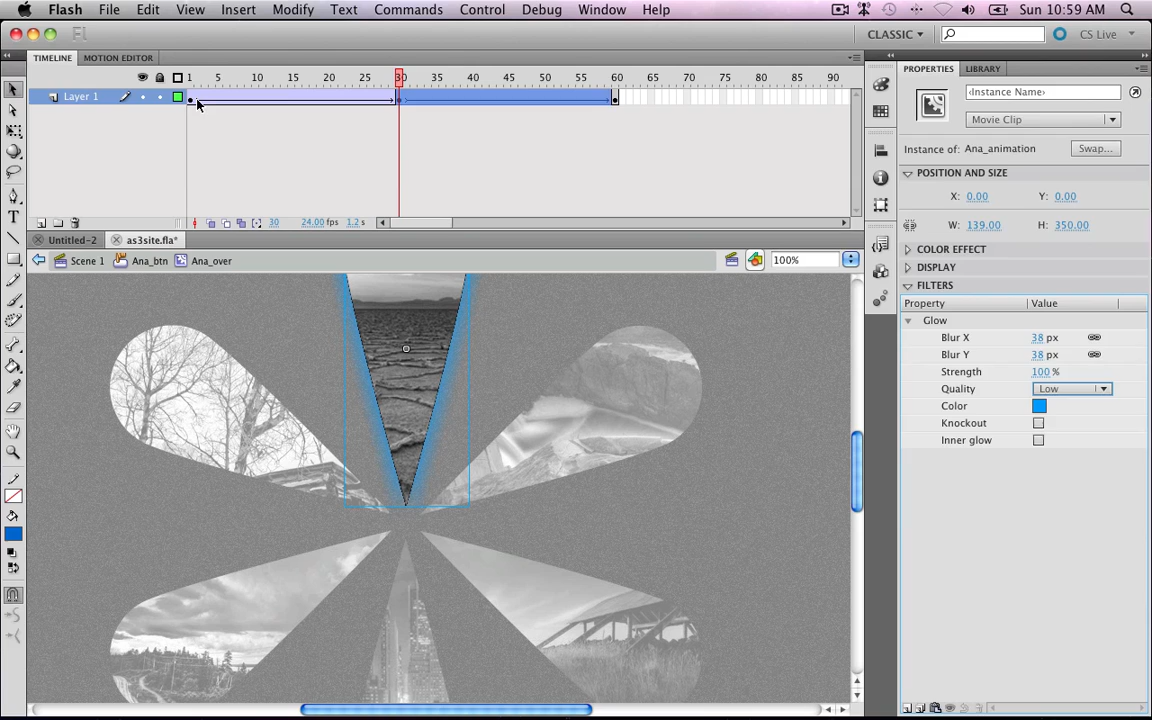 Flash File Edit View Insert Modify Text Commands Control Debug Window Help Sun 10:59 AM
Fl CLASSIC CS Live
TIMELINE MOTION EDITOR
1 5 10 15 20 25 30 35 40 45 50 55 60 65 70 75 80 85 90
Layer 1
30 24.00 fps 1.2 s
Untitled-2 as3site.fla*
Scene 1 Ana_btn Ana_over 100%
PROPERTIES LIBRARY
‹Instance Name›
Movie Clip
Instance of: Ana_animation Swap...
POSITION AND SIZE
X: 0.00 Y: 0.00
W: 139.00 H: 350.00
COLOR EFFECT
DISPLAY
FILTERS
Property Value
Glow
Blur X 38 px
Blur Y 38 px
Strength 100 %
Quality Low
Color
Knockout
Inner glow